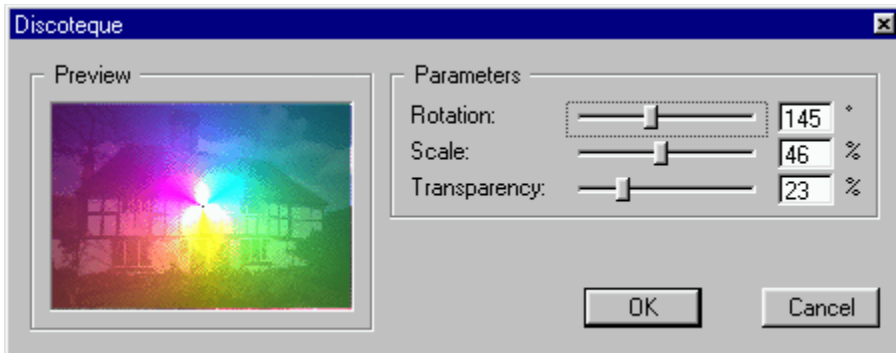 Discoteque
Preview
Parameters
Rotation: 145 °
Scale: 46 %
Transparency: 23 %
OK Cancel